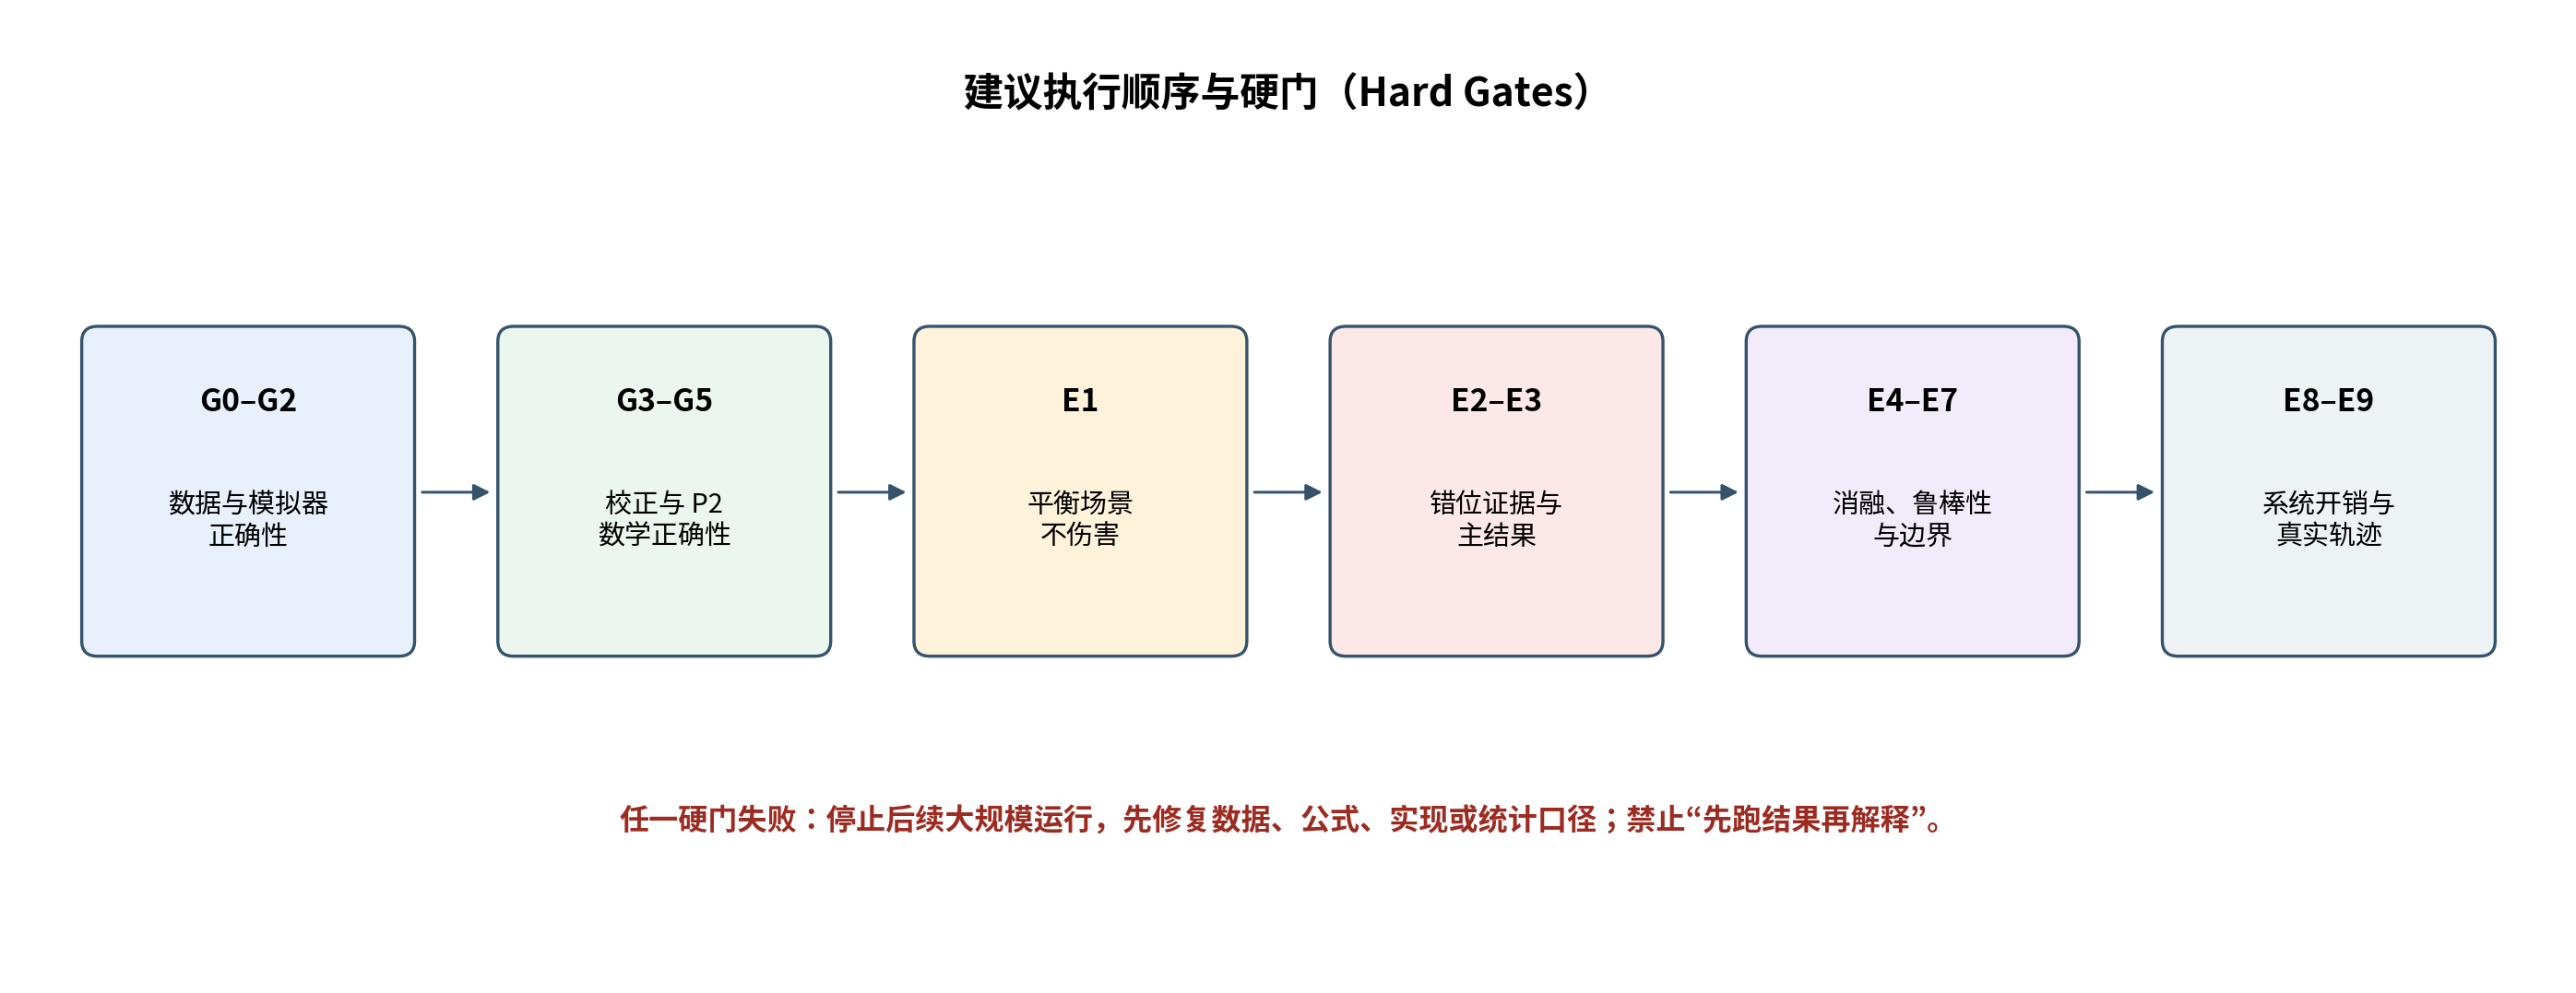 建议执行顺序与硬门（Hard Gates）
G0–G2
数据与模拟器
正确性
G3–G5
校正与 P2
数学正确性
E1
平衡场景
不伤害
E2–E3
错位证据与
主结果
E4–E7
消融、鲁棒性
与边界
E8–E9
系统开销与
真实轨迹
任一硬门失败：停止后续大规模运行，先修复数据、公式、实现或统计口径；禁止“先跑结果再解释”。